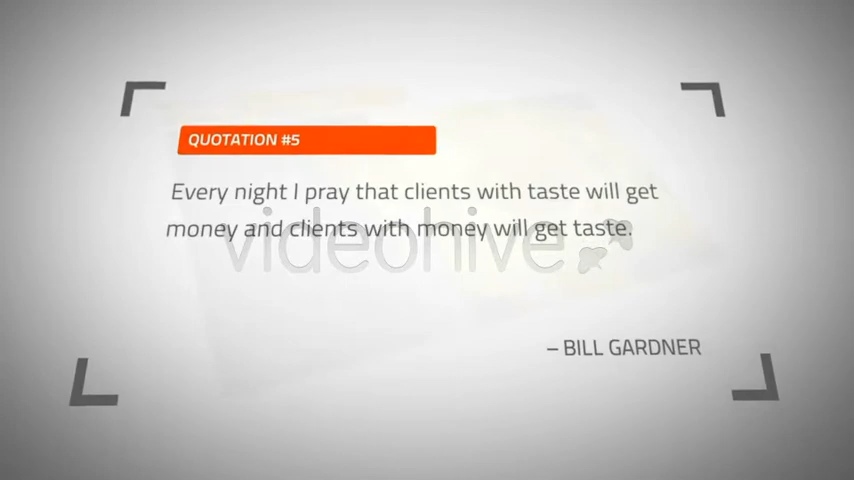 QUOTATION #5
Every night I pray that clients with taste will get
money and clients with money will get taste.
videohive
– BILL GARDNER